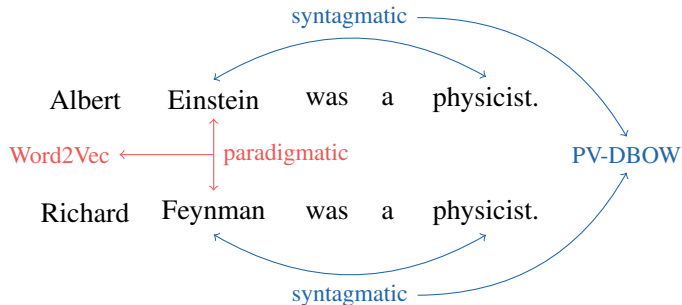 syntagmatic
Albert Einstein was a physicist.
Word2Vec paradigmatic PV-DBOW
Richard Feynman was a physicist.
syntagmatic